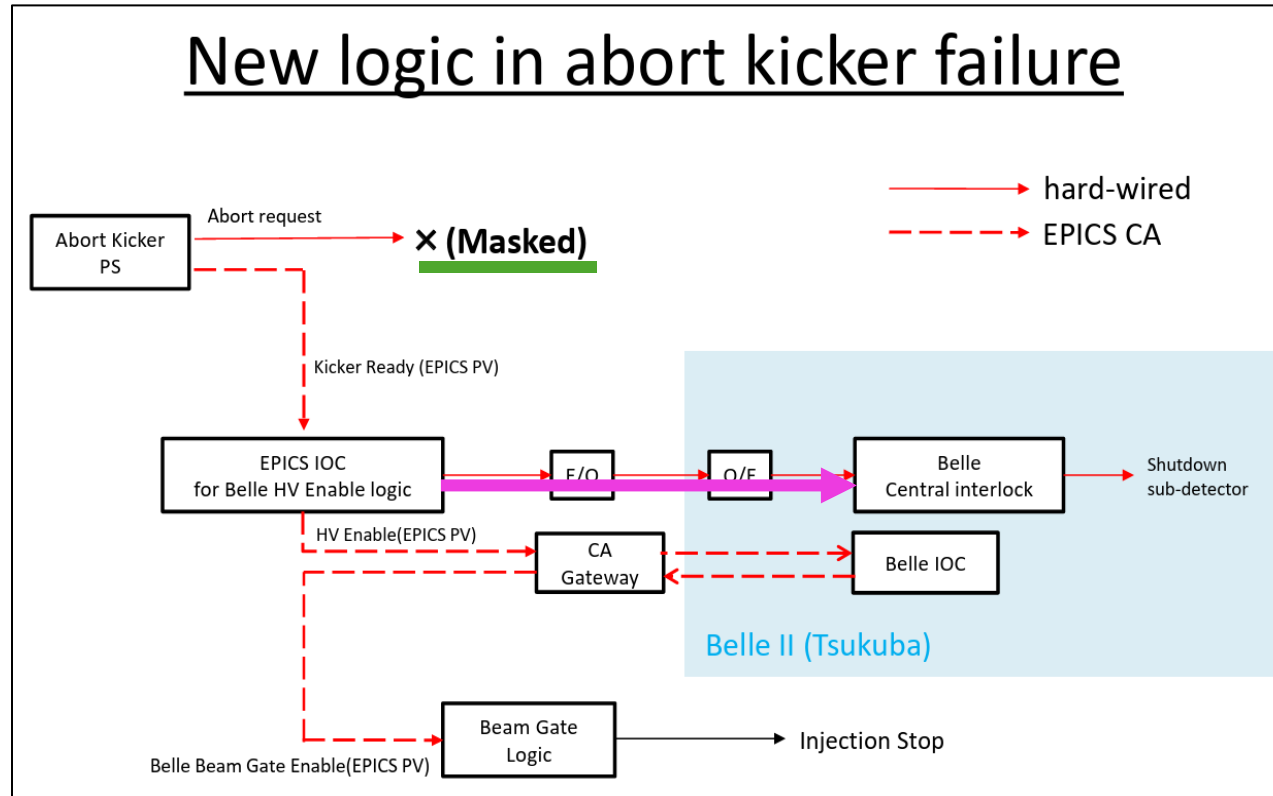 New logic in abort kicker failure
hard-wired
EPICS CA
Abort request
Abort Kicker
PS
× (Masked)
Kicker Ready (EPICS PV)
EPICS IOC
for Belle HV Enable logic
E/O
O/E
Belle
Central interlock
Shutdown
sub-detector
HV Enable(EPICS PV)
CA
Gateway
Belle IOC
Belle II (Tsukuba)
Beam Gate
Logic
Injection Stop
Belle Beam Gate Enable(EPICS PV)